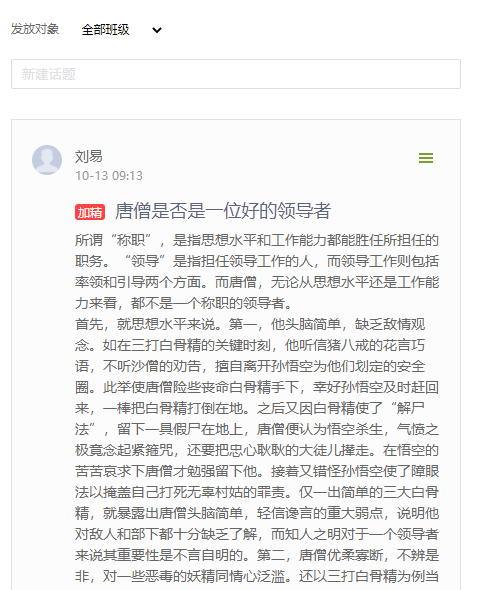 发放对象 全部班级
新建话题
刘易
10-13 09:13
加精 唐僧是否是一位好的领导者
所谓“称职”，是指思想水平和工作能力都能胜任所担任的
职务。“领导”是指担任领导工作的人，而领导工作则包括
率领和引导两个方面。而唐僧，无论从思想水平还是工作能
力来看，都不是一个称职的领导者。
首先，就思想水平来说。第一，他头脑简单，缺乏敌情观
念。如在三打白骨精的关键时刻，他听信猪八戒的花言巧
语，不听沙僧的劝告，擅自离开孙悟空为他们划定的安全
圈。此举使唐僧险些丧命白骨精手下，幸好孙悟空及时赶回
来，一棒把白骨精打倒在地。之后又因白骨精使了“解尸
法”，留下一具假尸在地上，唐僧便认为悟空杀生，气愤之
极竟念起紧箍咒，还要把忠心耿耿的大徒儿撵走。在悟空的
苦苦哀求下唐僧才勉强留下他。接着又错怪孙悟空使了障眼
法以掩盖自己打死无辜村姑的罪责。仅一出简单的三大白骨
精，就暴露出唐僧头脑简单，轻信谗言的重大弱点，说明他
对敌人和部下都十分缺乏了解，而知人之明对于一个领导者
来说其重要性是不言自明的。第二，唐僧优柔寡断，不辨是
非，对一些恶毒的妖精同情心泛滥。还以三打白骨精为例当